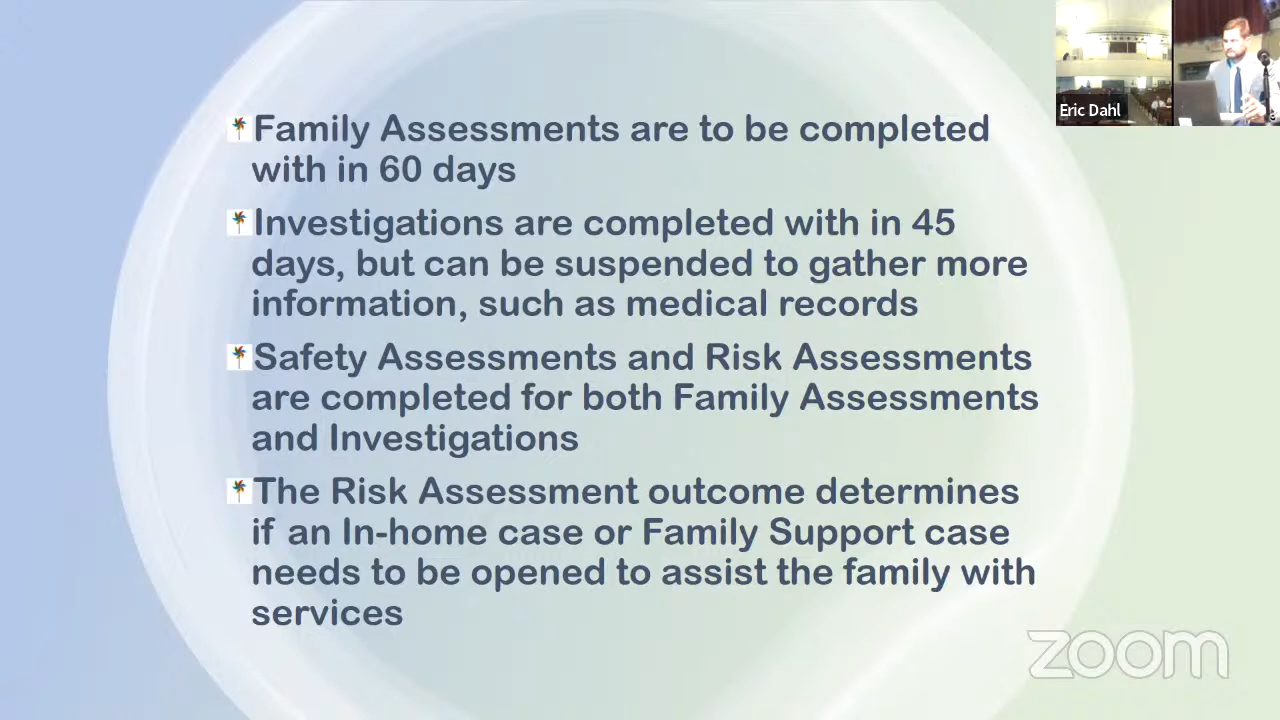 Family Assessments are to be completed
with in 60 days
Investigations are completed with in 45
days, but can be suspended to gather more
information, such as medical records
Safety Assessments and Risk Assessments
are completed for both Family Assessments
and Investigations
The Risk Assessment outcome determines
if an In-home case or Family Support case
needs to be opened to assist the family with
services
Eric Dahl
zoom